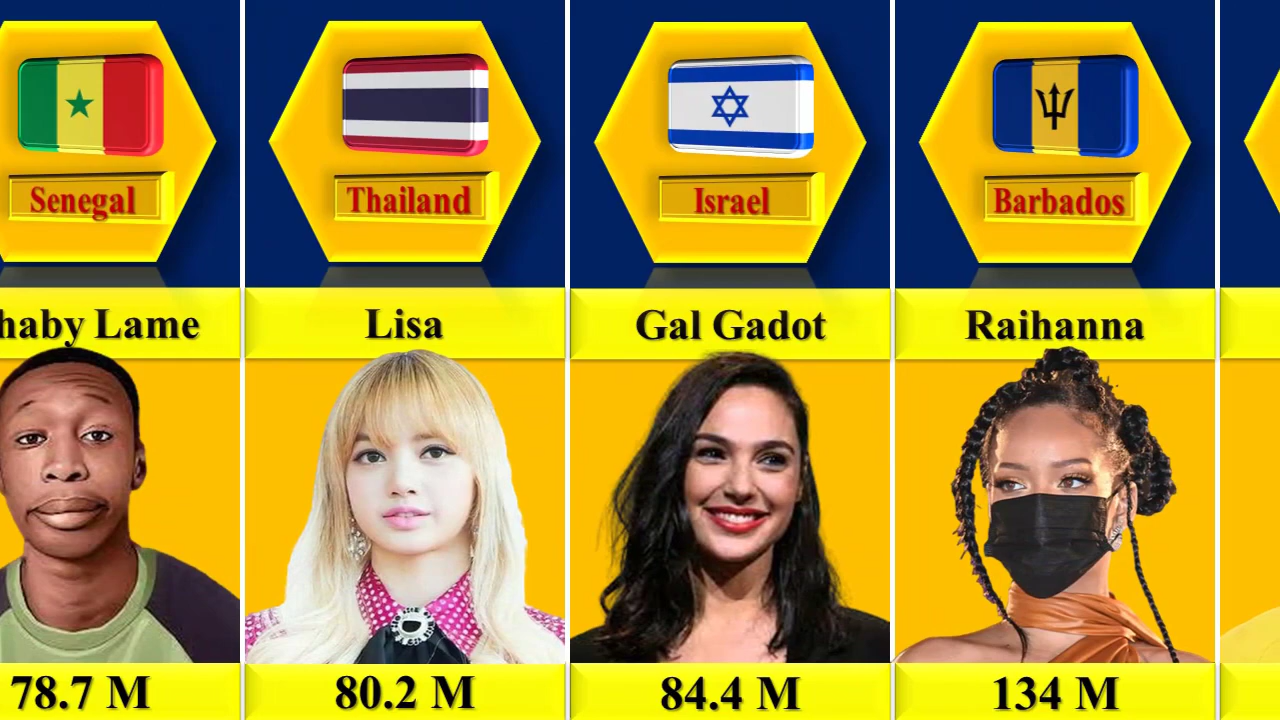 Senegal
Thailand
Israel
Barbados
haby Lame
Lisa
Gal Gadot
Raihanna
78.7 M
80.2 M
84.4 M
134 M